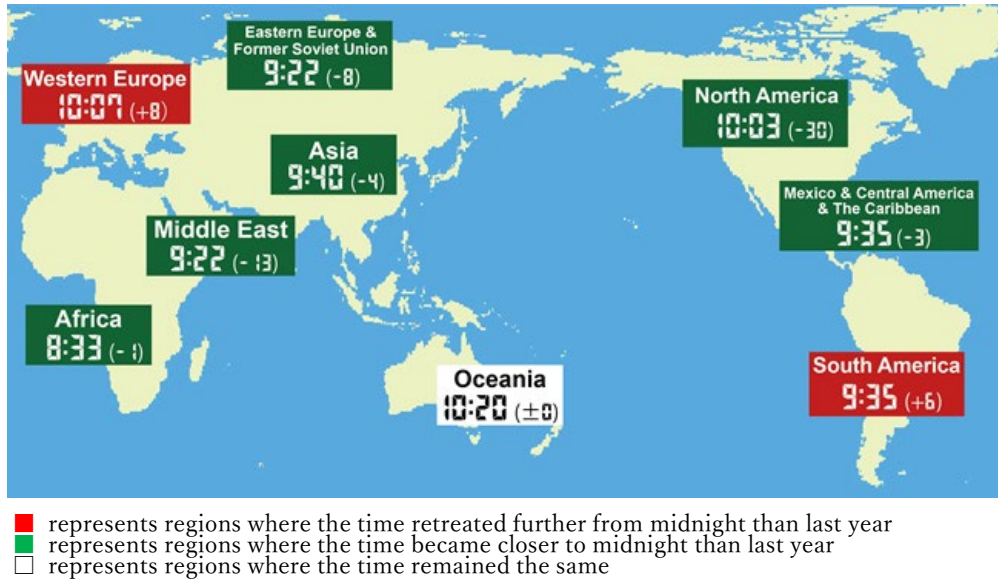 Eastern Europe &
Former Soviet Union
9:22 (-8)
Western Europe
10:07 (+8)
North America
10:03 (-30)
Asia
9:40 (-4)
Mexico & Central America
& The Caribbean
9:35 (-3)
Middle East
9:22 (- 13)
Africa
8:33 (- 1)
South America
9:35 (+6)
Oceania
10:20 (±0)
represents regions where the time retreated further from midnight than last year
represents regions where the time became closer to midnight than last year
represents regions where the time remained the same